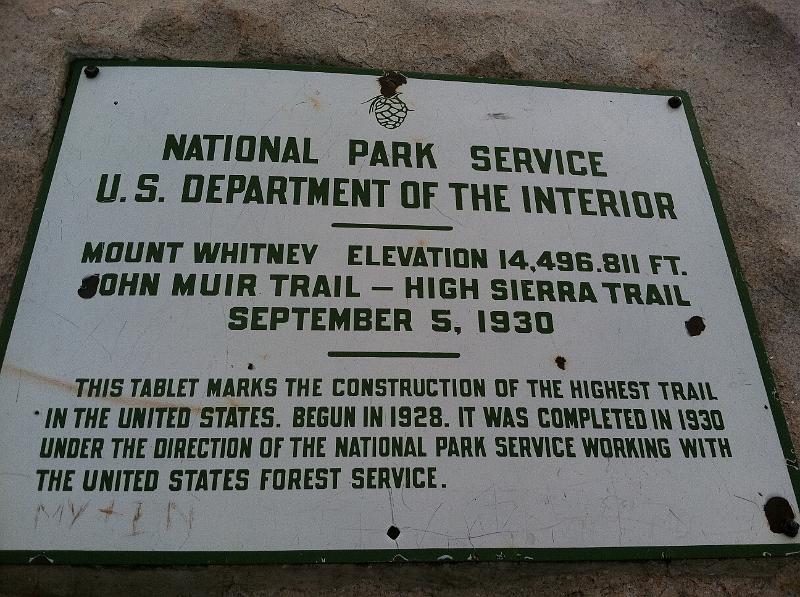 NATIONAL PARK SERVICE
U.S. DEPARTMENT OF THE INTERIOR
MOUNT WHITNEY ELEVATION 14,496.811 FT.
JOHN MUIR TRAIL – HIGH SIERRA TRAIL
SEPTEMBER 5, 1930
THIS TABLET MARKS THE CONSTRUCTION OF THE HIGHEST TRAIL
IN THE UNITED STATES. BEGUN IN 1928. IT WAS COMPLETED IN 1930
UNDER THE DIRECTION OF THE NATIONAL PARK SERVICE WORKING WITH
THE UNITED STATES FOREST SERVICE.